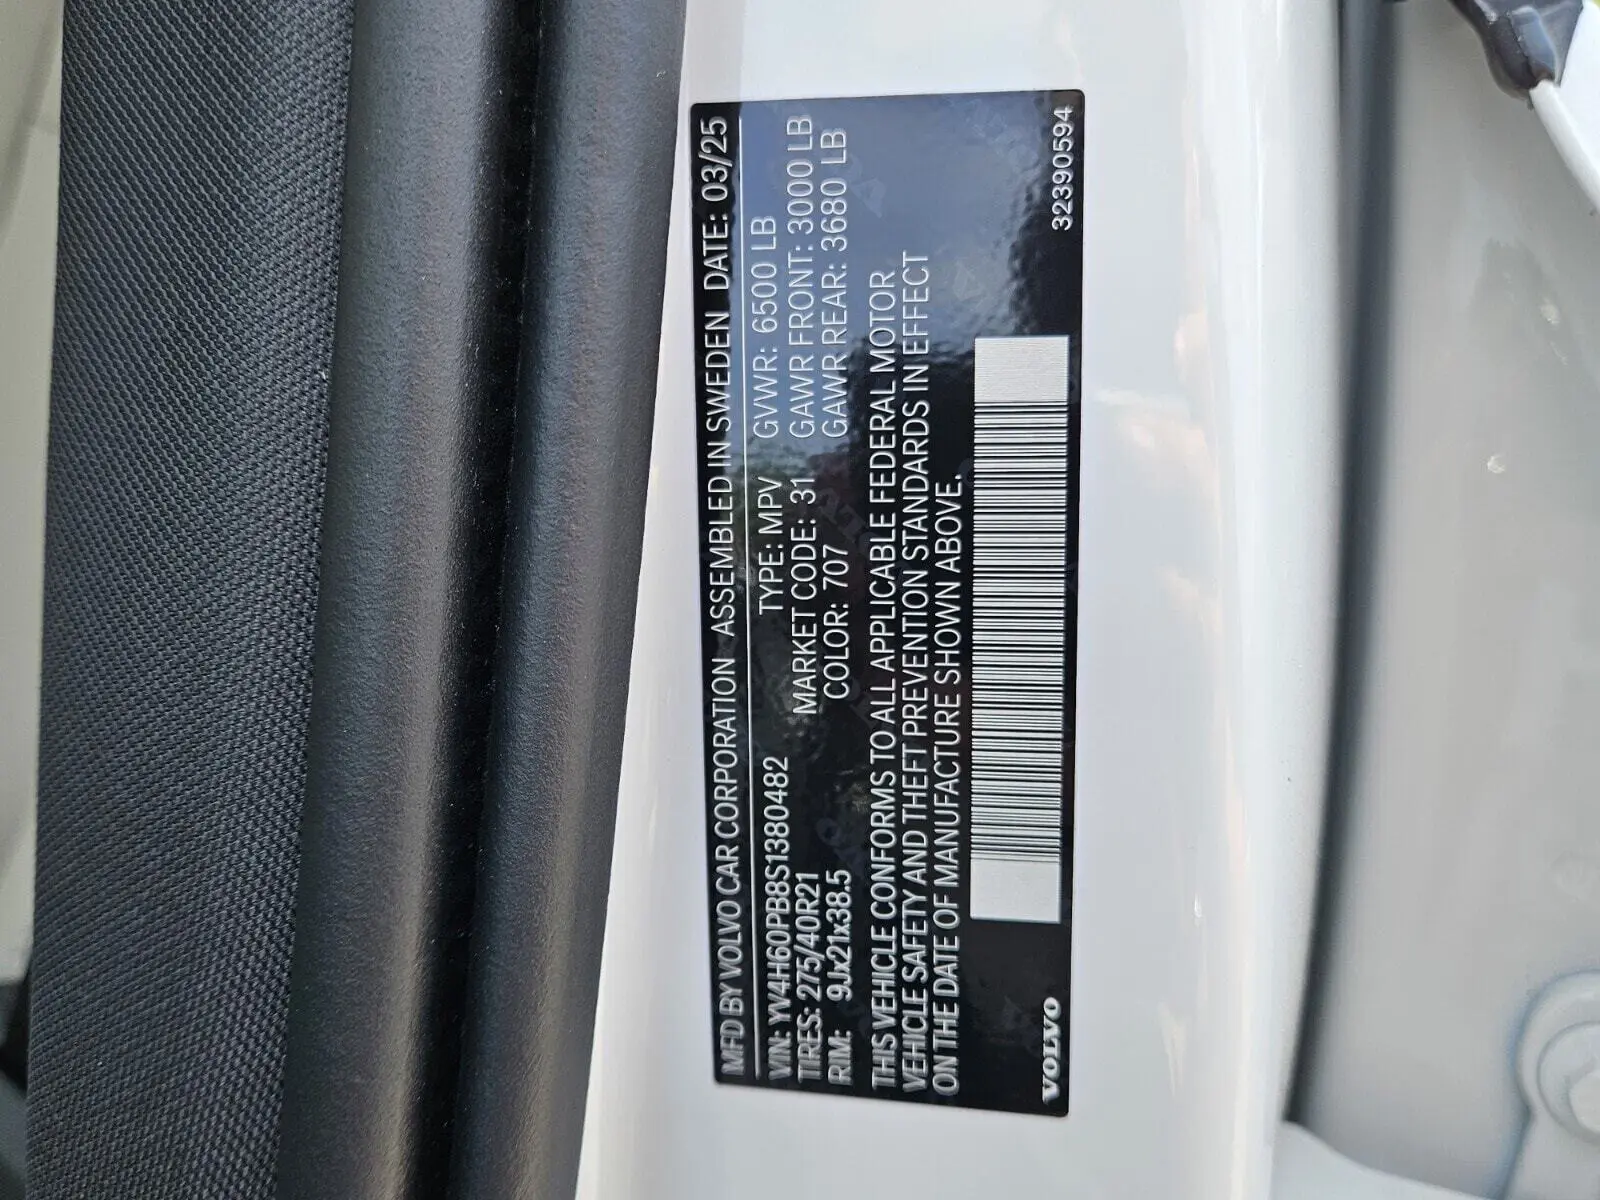 MFD BY VOLVO CAR CORPORATION ASSEMBLED IN SWEDEN DATE: 03/25
VIN: YV4H60PB8S1380482 TYPE: MPV GVWR: 6500 LB
TIRES: 275/40R21 MARKET CODE: 31 GAWR FRONT: 3000 LB
RIM: 9Jx21x38.5 COLOR: 707 GAWR REAR: 3680 LB
THIS VEHICLE CONFORMS TO ALL APPLICABLE FEDERAL MOTOR
VEHICLE SAFETY AND THEFT PREVENTION STANDARDS IN EFFECT
ON THE DATE OF MANUFACTURE SHOWN ABOVE.
VOLVO 32390594